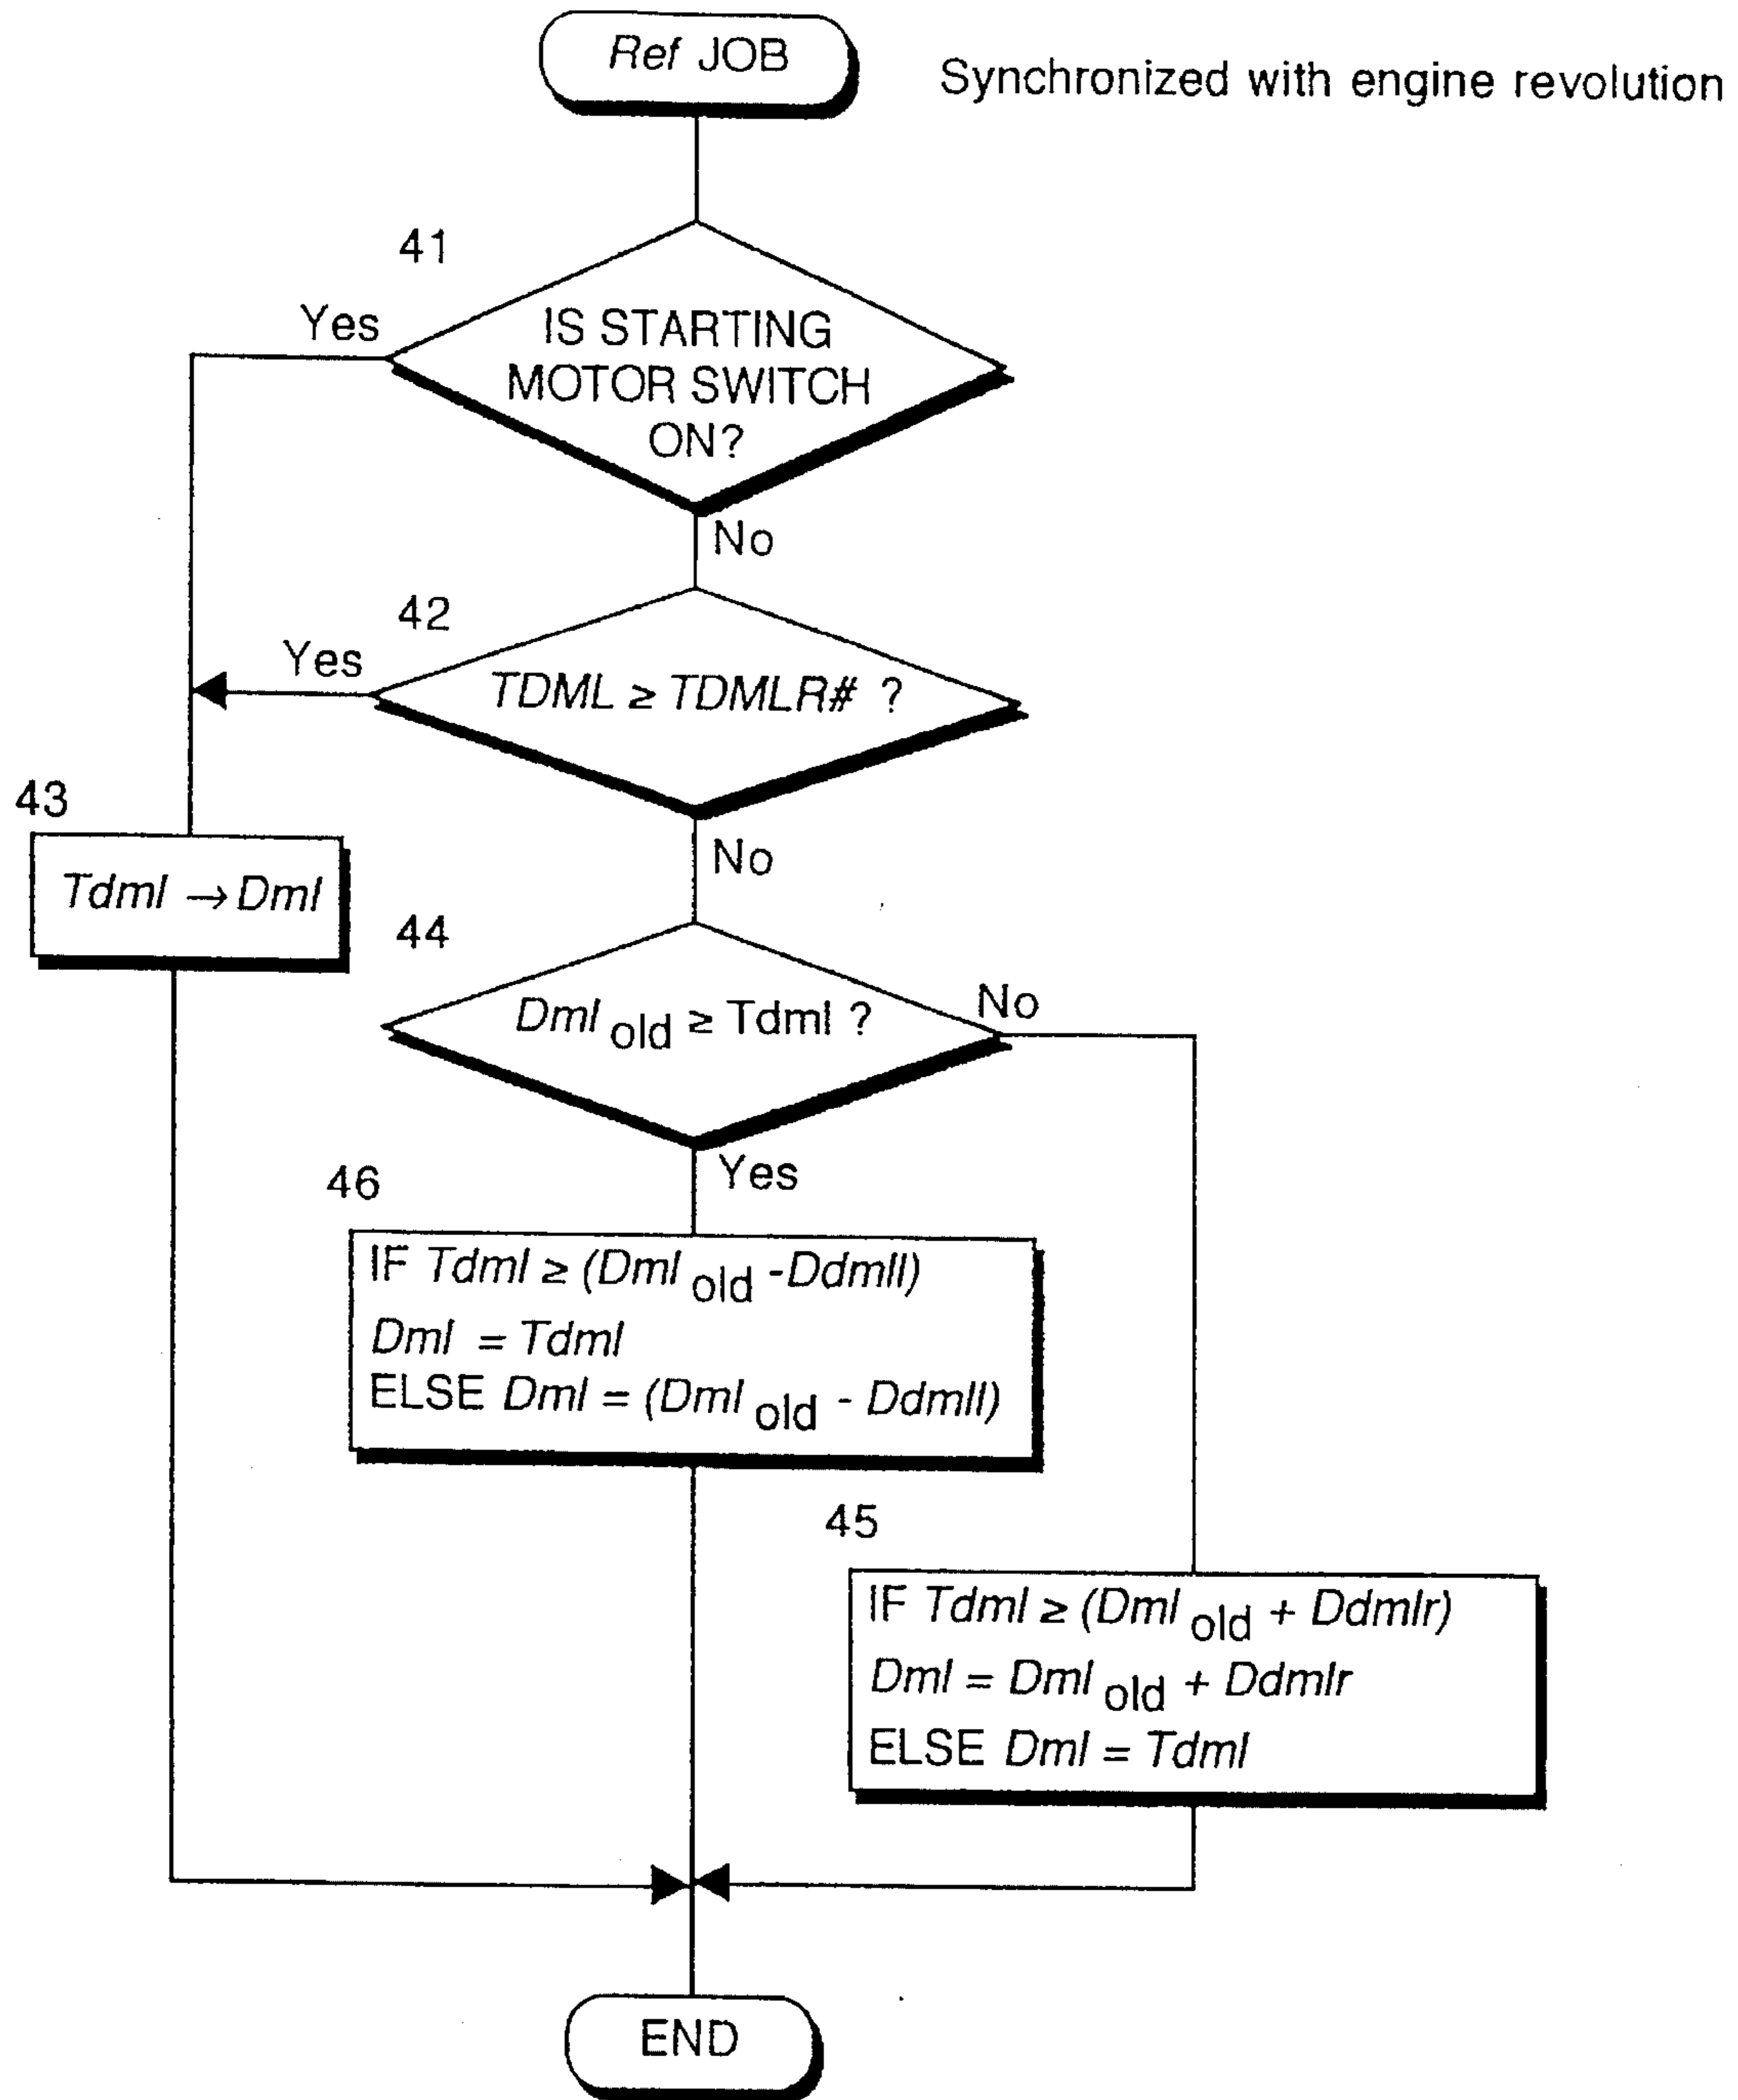 Ref JOB
Synchronized with engine revolution
41
Yes
IS STARTING
MOTOR SWITCH
ON?
No
42
Yes
TDML ≥ TDMLR# ?
43
No
Tdml → Dml
44
Dml old ≥ Tdml ?
No
Yes
46
IF Tdml ≥ (Dml old -Ddmll)
Dml = Tdml
ELSE Dml = (Dml old - Ddmll)
45
IF Tdml ≥ (Dml old + Ddmlr)
Dml = Dml old + Ddmlr
ELSE Dml = Tdml
END